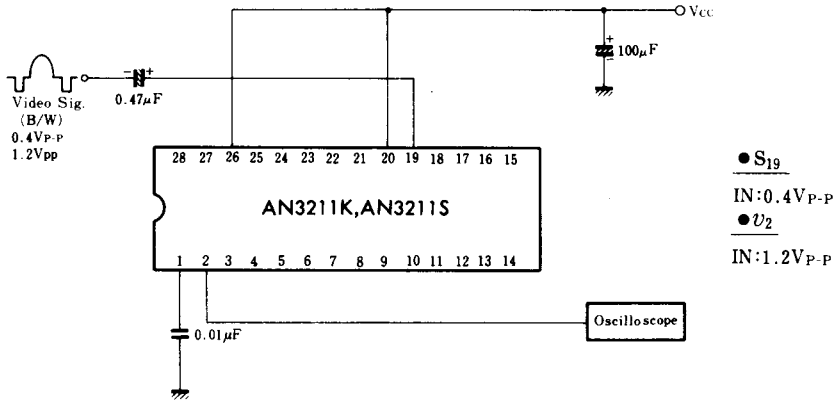 Vcc
100μF
+
-
- +
0.47μF
Video Sig.
(B/W)
0.4VP-P
1.2Vpp
28 27 26 25 24 23 22 21 20 19 18 17 16 15
AN3211K,AN3211S
1 2 3 4 5 6 7 8 9 10 11 12 13 14
0.01μF
Oscilloscope
●S19
IN:0.4VP-P
●υ2
IN:1.2VP-P